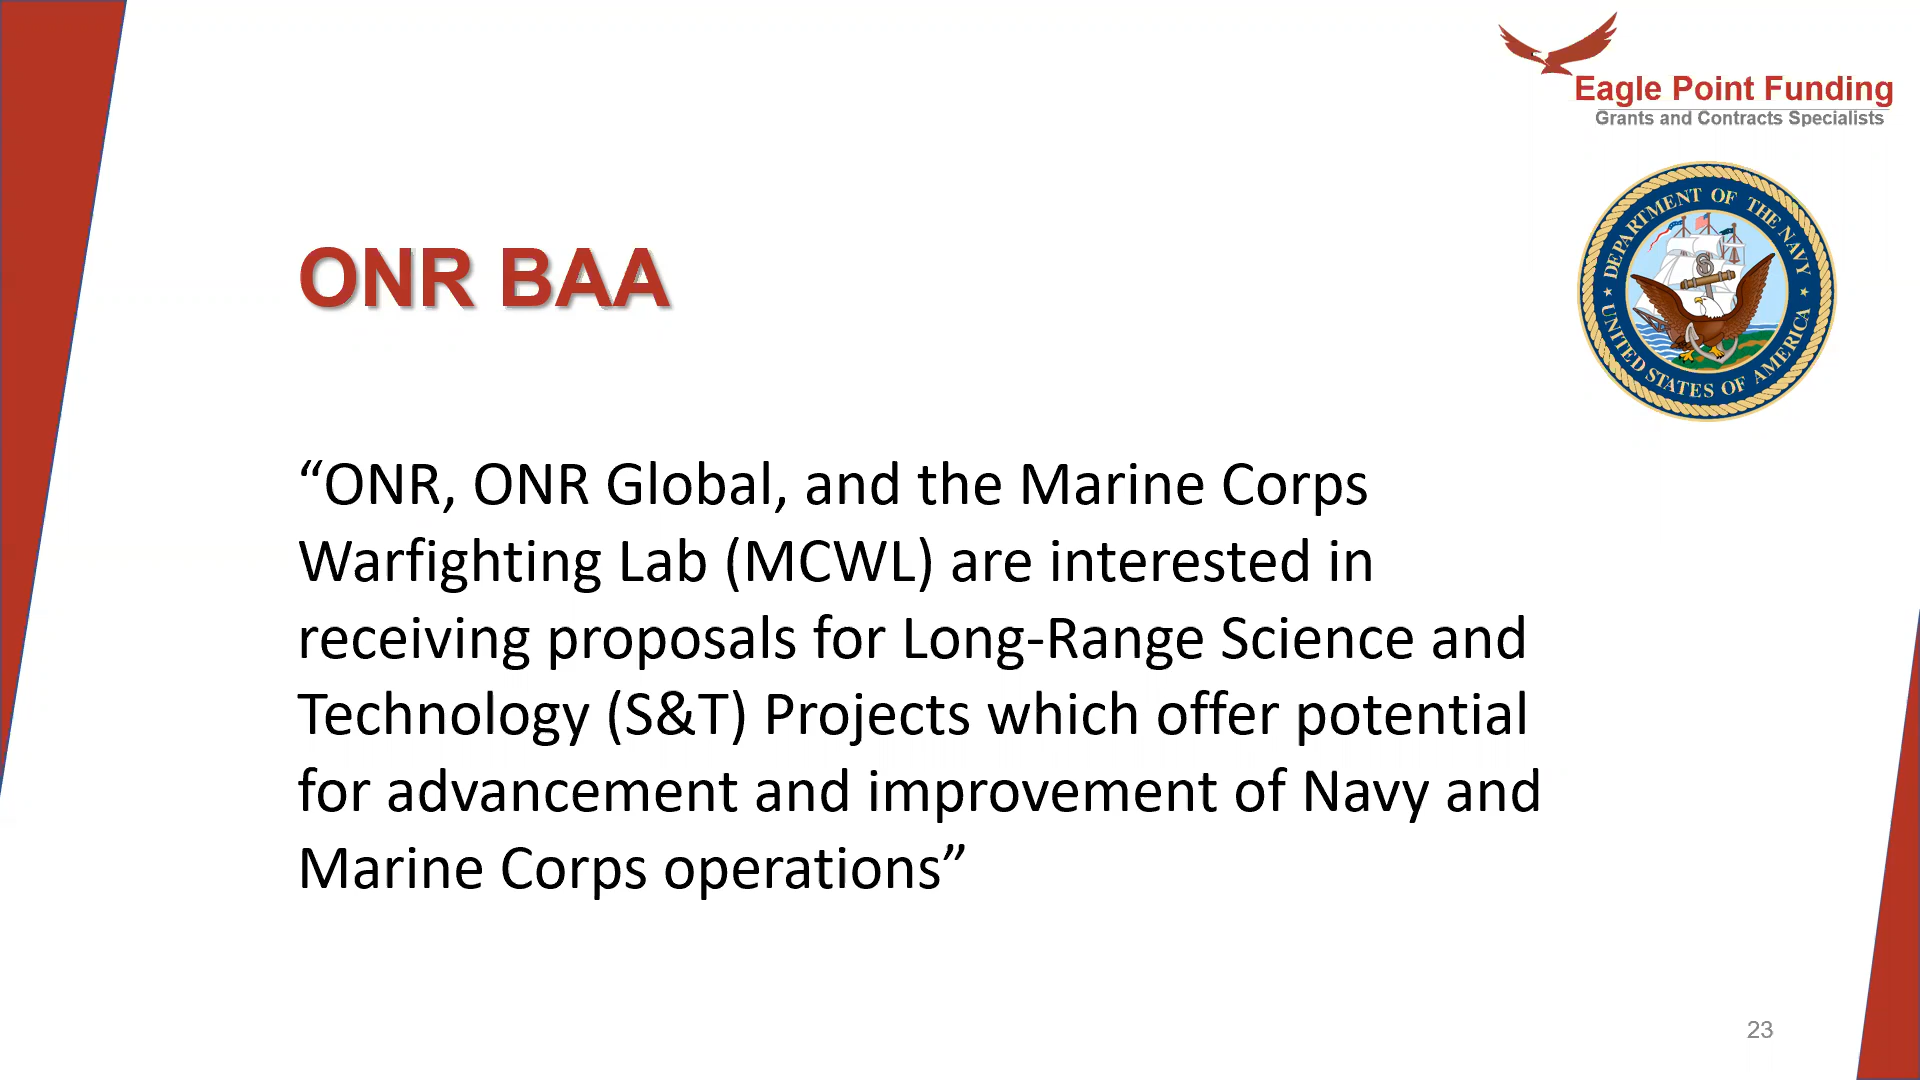 Eagle Point Funding
Grants and Contracts Specialists
DEPARTMENT OF THE NAVY
UNITED STATES OF AMERICA
ONR BAA
“ONR, ONR Global, and the Marine Corps
Warfighting Lab (MCWL) are interested in
receiving proposals for Long-Range Science and
Technology (S&T) Projects which offer potential
for advancement and improvement of Navy and
Marine Corps operations”
23